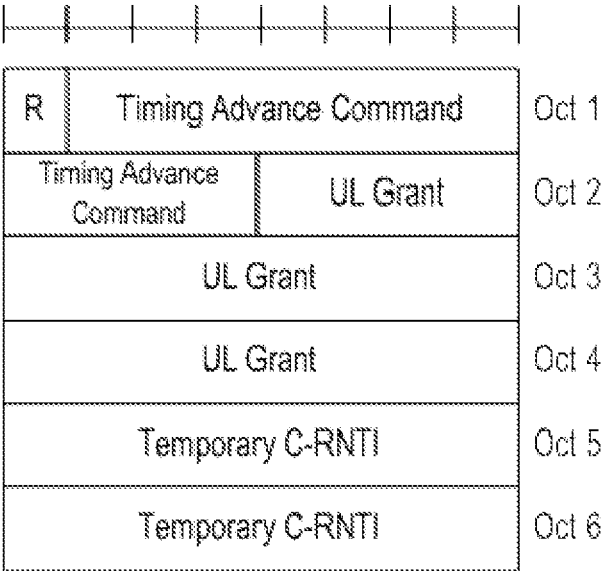 R Timing Advance Command Oct 1
Timing Advance
Command
UL Grant Oct 2
UL Grant Oct 3
UL Grant Oct 4
Temporary C-RNTI Oct 5
Temporary C-RNTI Oct 6